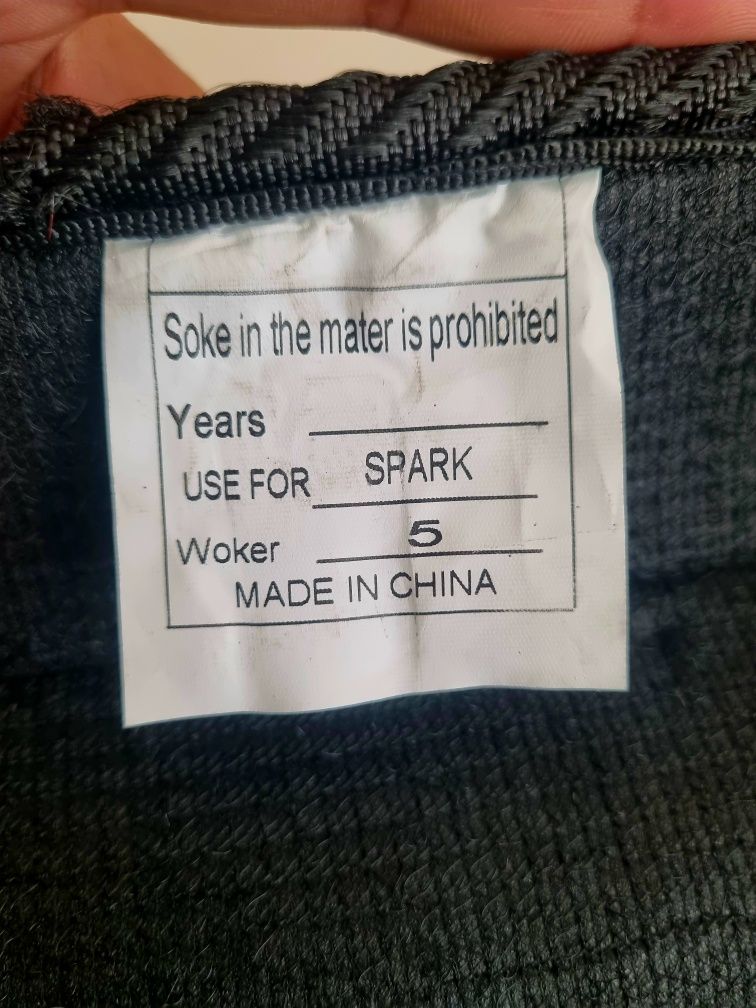 Soke in the mater is prohibited
Years
USE FOR SPARK
Woker 5
MADE IN CHINA